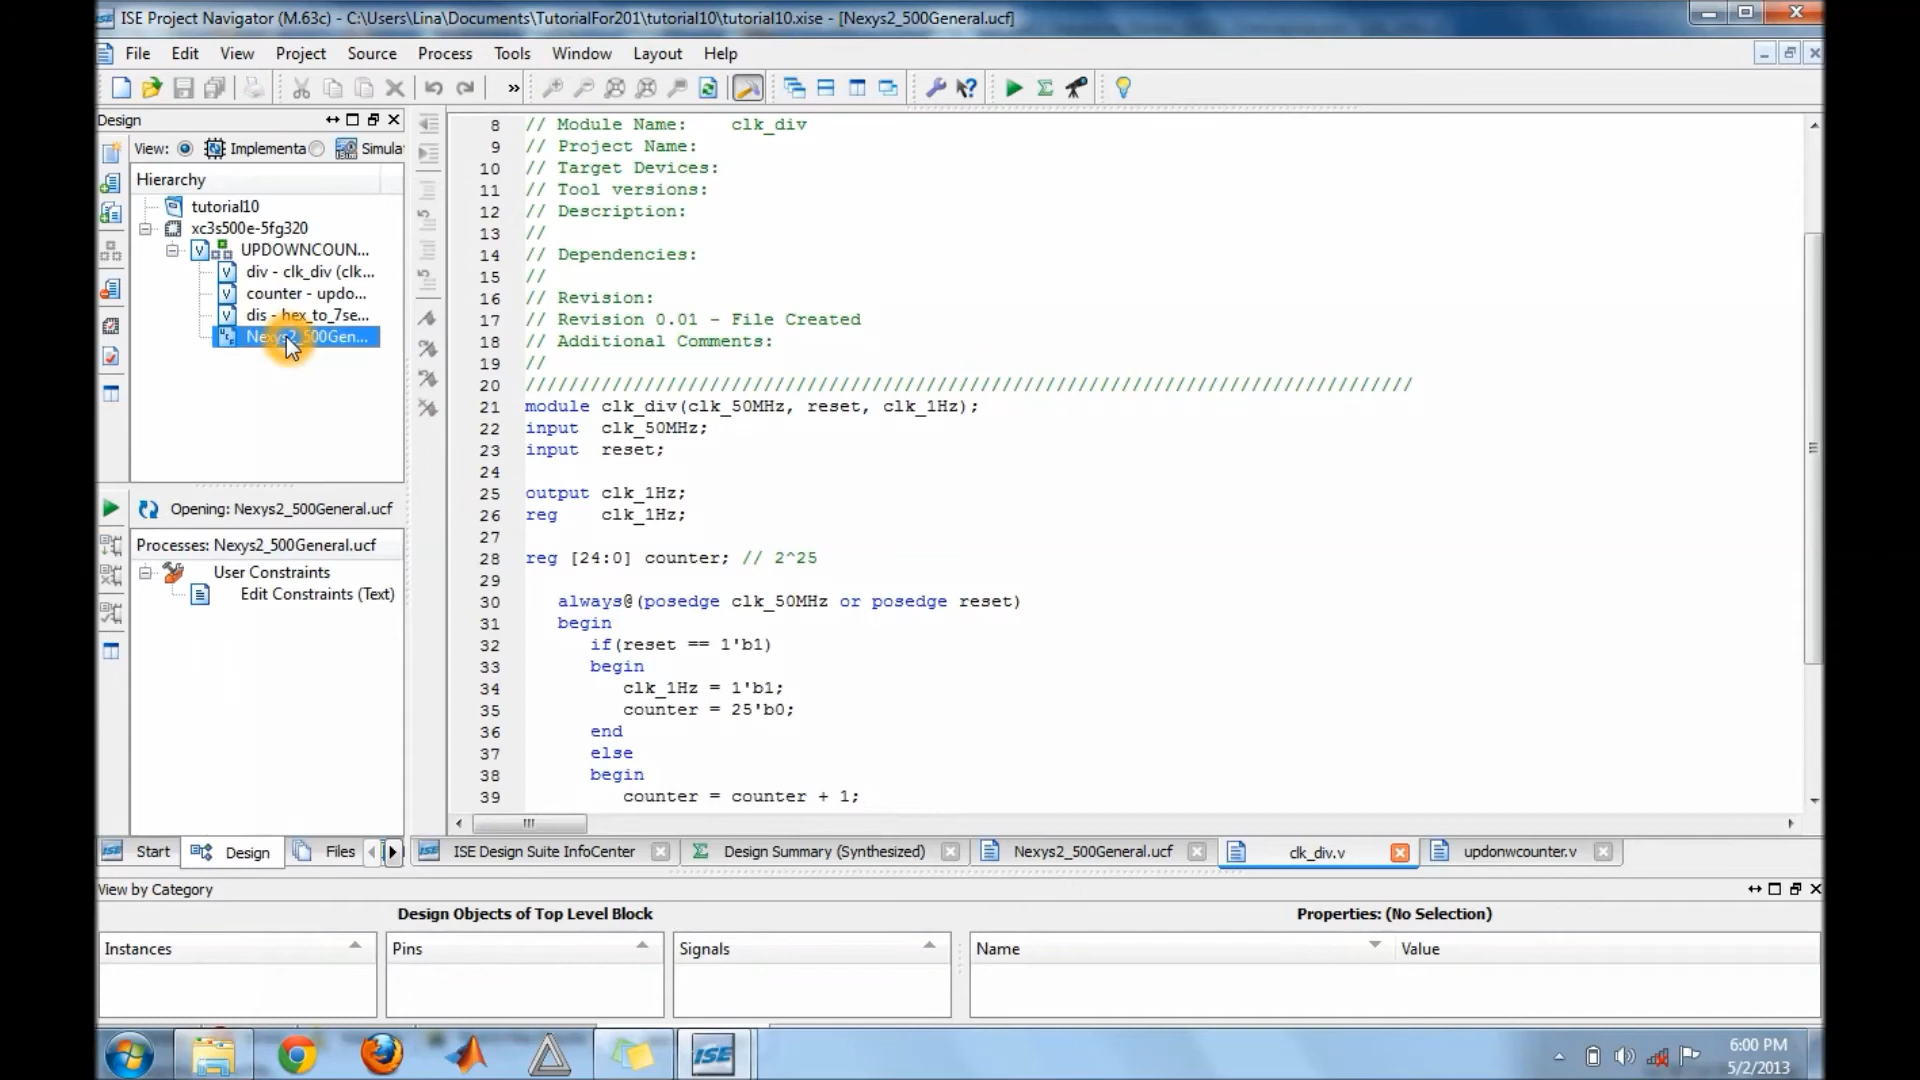 ISE Project Navigator (M.63c) - C:\Users\Lina\Documents\TutorialFor201\tutorial10\tutorial10.xise - [Nexys2_500General.ucf]
File Edit View Project Source Process Tools Window Layout Help
»
Design
View: Implementa Simula
Hierarchy
tutorial10
xc3s500e-5fg320
UPDOWNCOUN...
div - clk_div (clk...
counter - updo...
dis - hex_to_7se...
Nexys2_500Gen...
Opening: Nexys2_500General.ucf
Processes: Nexys2_500General.ucf
User Constraints
Edit Constraints (Text)
Start Design Files
8 // Module Name:    clk_div
9 // Project Name:
10 // Target Devices:
11 // Tool versions:
12 // Description:
13 //
14 // Dependencies:
15 //
16 // Revision:
17 // Revision 0.01 - File Created
18 // Additional Comments:
19 //
20 //////////////////////////////////////////////////////////////////////////////////
21 module clk_div(clk_50MHz, reset, clk_1Hz);
22 input  clk_50MHz;
23 input  reset;
24
25 output clk_1Hz;
26 reg    clk_1Hz;
27
28 reg [24:0] counter; // 2^25
29
30    always@(posedge clk_50MHz or posedge reset)
31    begin
32       if(reset == 1'b1)
33       begin
34          clk_1Hz = 1'b1;
35          counter = 25'b0;
36       end
37       else
38       begin
39          counter = counter + 1;
ISE Design Suite InfoCenter Design Summary (Synthesized) Nexys2_500General.ucf clk_div.v updonwcounter.v
View by Category
Design Objects of Top Level Block Properties: (No Selection)
Instances Pins Signals Name Value
ISE
6:00 PM
5/2/2013